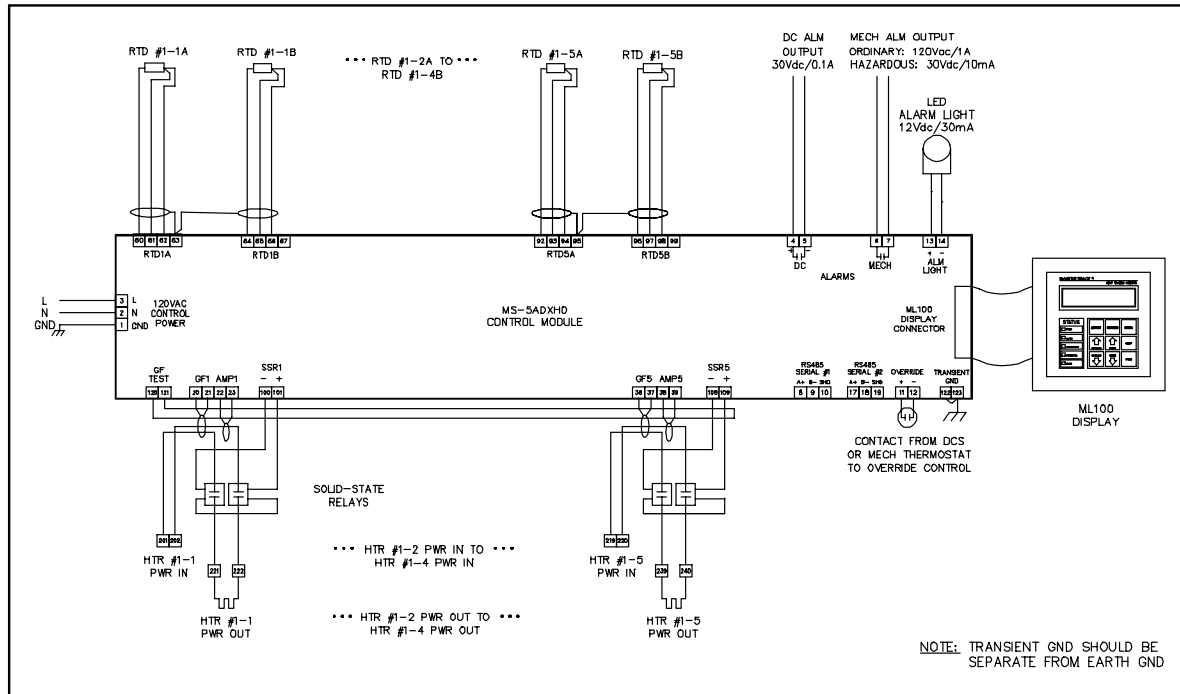 RTD #1-1A
RTD #1-1B
••• RTD #1-2A TO •••
RTD #1-4B
RTD #1-5A
RTD #1-5B
DC ALM
OUTPUT
30Vdc/0.1A
MECH ALM OUTPUT
ORDINARY: 120Vac/1A
HAZARDOUS: 30Vdc/10mA
LED
ALARM LIGHT
12Vdc/30mA
60 61 62 63
RTD1A
64 65 66 67
RTD1B
92 93 94 95
RTD5A
96 97 98 99
RTD5B
4 5
+ -
DC
6 7
MECH
ALARMS
13 14
+ -
ALM
LIGHT
L
N
GND
3 L
2 N
1 GND
120VAC
CONTROL
POWER
MS-5ADXHD
CONTROL MODULE
ML100
DISPLAY
CONNECTOR
STATUS
ML100
DISPLAY
GF
TEST
120 121
GF1 AMP1
20 21 22 23
SSR1
- +
100 101
GF5 AMP5
36 37 38 39
SSR5
- +
108 109
RS485
SERIAL #1
A+ B- SHD
8 9 10
RS485
SERIAL #2
A+ B- SHD
17 18 19
OVERRIDE
+ -
11 12
TRANSIENT
GND
122 123
CONTACT FROM DCS
OR MECH THERMOSTAT
TO OVERRIDE CONTROL
SOLID-STATE
RELAYS
201 202
HTR #1-1
PWR IN
••• HTR #1-2 PWR IN TO •••
HTR #1-4 PWR IN
219 220
HTR #1-5
PWR IN
221 222
HTR #1-1
PWR OUT
••• HTR #1-2 PWR OUT TO •••
HTR #1-4 PWR OUT
239 240
HTR #1-5
PWR OUT
NOTE: TRANSIENT GND SHOULD BE
SEPARATE FROM EARTH GND